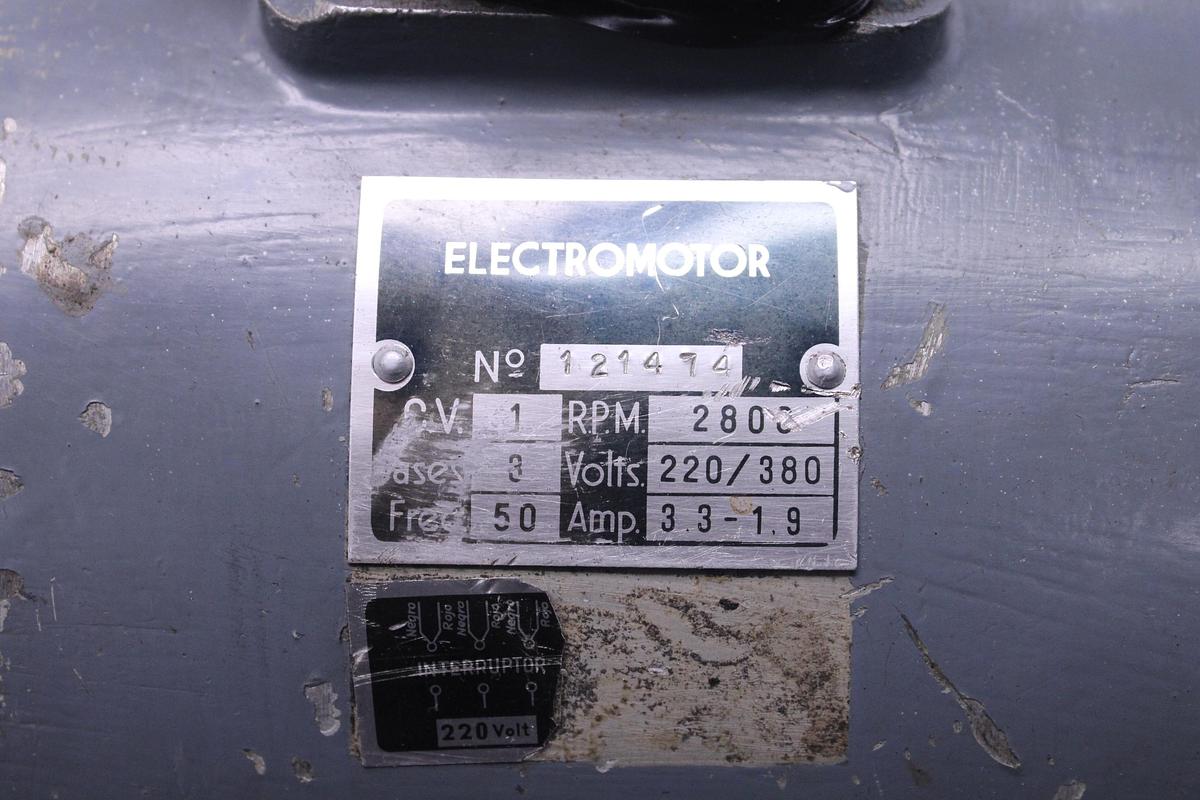 ELECTROMOTOR
Nº 121474
C.V. 1 R.P.M. 2800
ases 3 Volts. 220/380
Frec. 50 Amp. 3.3-1.9
Negro Rojo Negro Rojo Negro Rojo
INTERRUPTOR
220 Volt